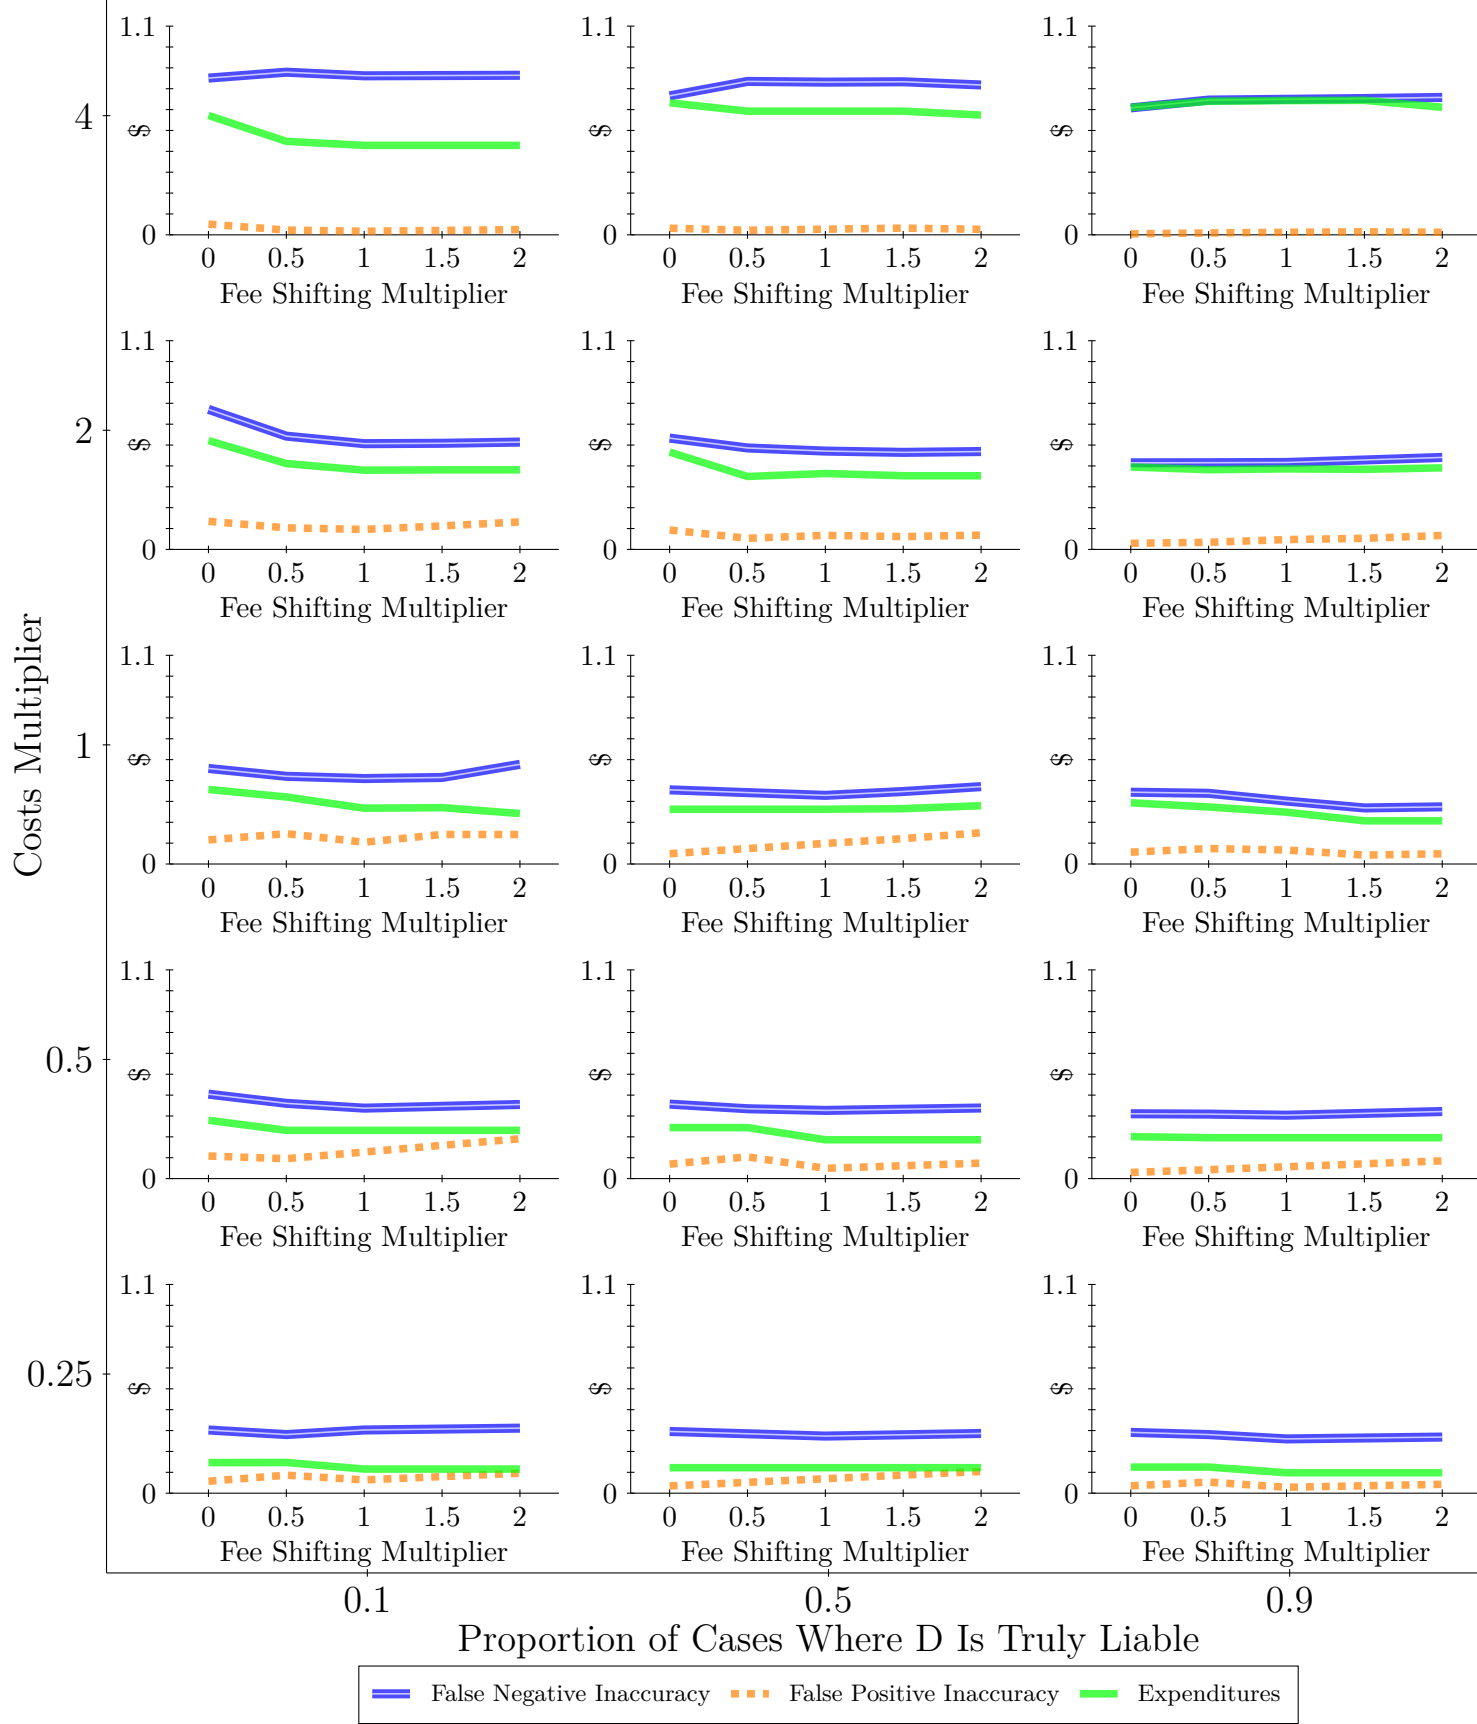 1.1 1.1 1.1
4 $ $ $
0 0 0
0 0.5 1 1.5 2 0 0.5 1 1.5 2 0 0.5 1 1.5 2
Fee Shifting Multiplier Fee Shifting Multiplier Fee Shifting Multiplier
1.1 1.1 1.1
2 $ $ $
0 0 0
0 0.5 1 1.5 2 0 0.5 1 1.5 2 0 0.5 1 1.5 2
Fee Shifting Multiplier Fee Shifting Multiplier Fee Shifting Multiplier
Costs Multiplier
1.1 1.1 1.1
1 $ $ $
0 0 0
0 0.5 1 1.5 2 0 0.5 1 1.5 2 0 0.5 1 1.5 2
Fee Shifting Multiplier Fee Shifting Multiplier Fee Shifting Multiplier
1.1 1.1 1.1
0.5 $ $ $
0 0 0
0 0.5 1 1.5 2 0 0.5 1 1.5 2 0 0.5 1 1.5 2
Fee Shifting Multiplier Fee Shifting Multiplier Fee Shifting Multiplier
1.1 1.1 1.1
0.25 $ $ $
0 0 0
0 0.5 1 1.5 2 0 0.5 1 1.5 2 0 0.5 1 1.5 2
Fee Shifting Multiplier Fee Shifting Multiplier Fee Shifting Multiplier
0.1 0.5 0.9
Proportion of Cases Where D Is Truly Liable
False Negative Inaccuracy False Positive Inaccuracy Expenditures